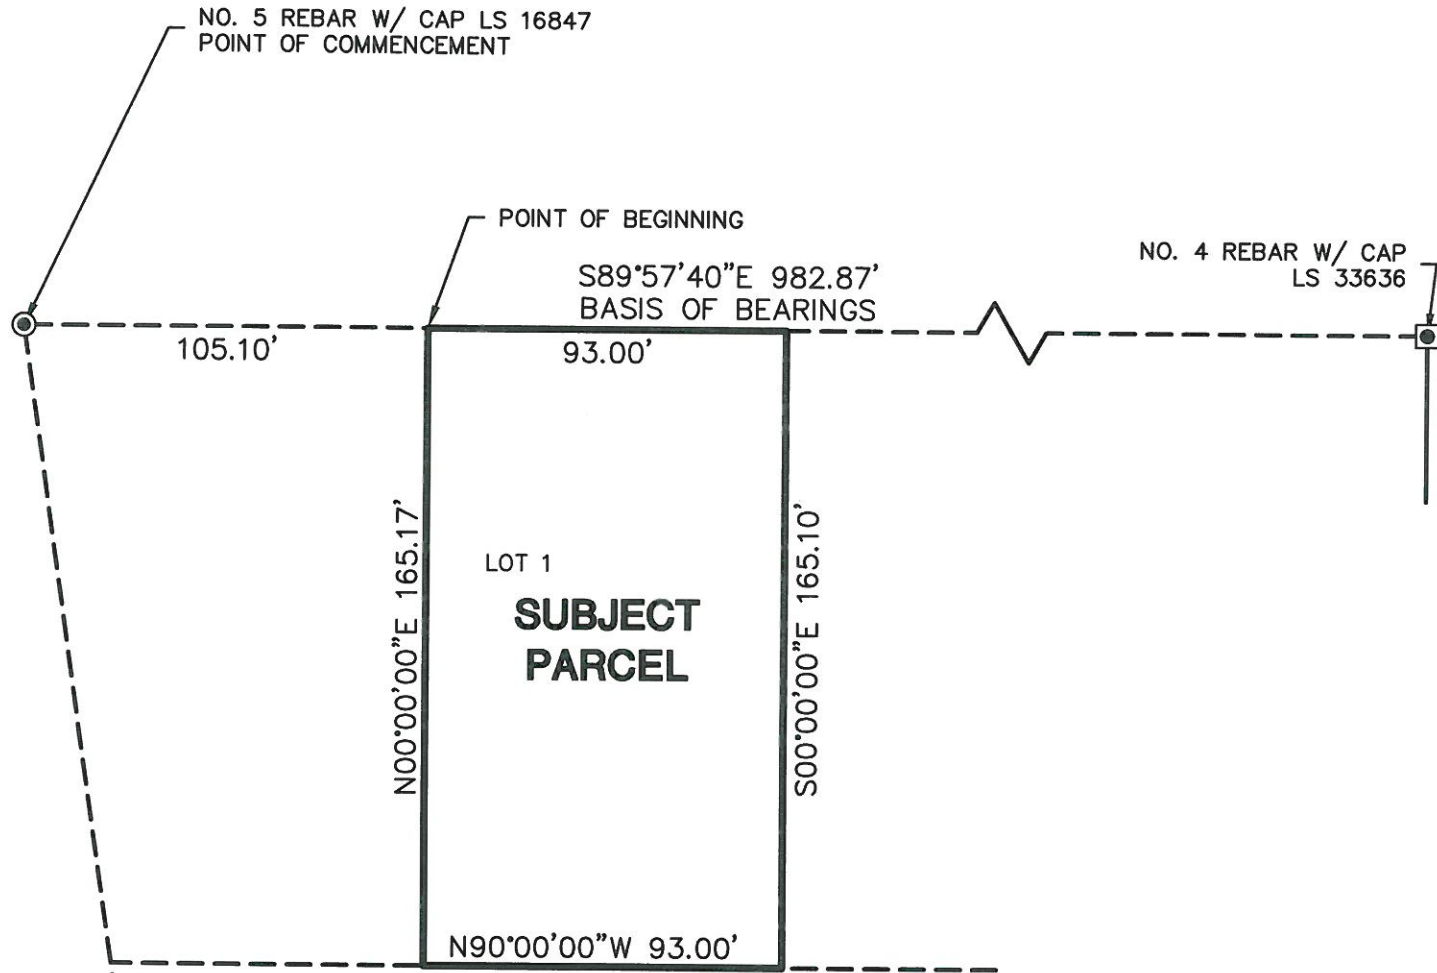 NO. 5 REBAR W/ CAP LS 16847
POINT OF COMMENCEMENT
POINT OF BEGINNING
S89°57'40"E 982.87'
BASIS OF BEARINGS
NO. 4 REBAR W/ CAP
LS 33636
105.10'
93.00'
N00°00'00"E 165.17'
LOT 1
SUBJECT
PARCEL
S00°00'00"E 165.10'
N90°00'00"W 93.00'